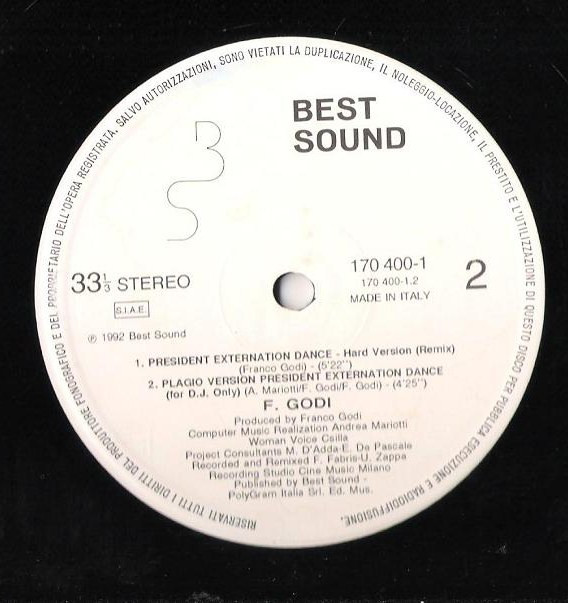 RISERVATI TUTTI I DIRITTI DEL PRODUTTORE FONOGRAFICO E DEL PROPRIETARIO DELL'OPERA REGISTRATA. SALVO AUTORIZZAZIONI, SONO VIETATI LA DUPLICAZIONE, IL NOLEGGIO-LOCAZIONE, IL PRESTITO E L'UTILIZZAZIONE DI QUESTO DISCO PER PUBBLICA ESECUZIONE E RADIODIFFUSIONE.
BS
BEST
SOUND
33⅓ STEREO
S.I.A.E.
℗ 1992 Best Sound
170 400-1
170 400-1.2
MADE IN ITALY
2
1. PRESIDENT EXTERNATION DANCE - Hard Version (Remix)
(Franco Godi) - (5'22")
2. PLAGIO VERSION PRESIDENT EXTERNATION DANCE
(for D.J. Only) (A. Mariotti/F. Godi/F. Godi) - (4'25")
F. GODI
Produced by Franco Godi
Computer Music Realization Andrea Mariotti
Woman Voice Csilla
Project Consultants M. D'Adda-E. De Pascale
Recorded and Remixed F. Fabris-U. Zappa
Recording Studio Cine Music Milano
Published by Best Sound -
PolyGram Italia Srl. Ed. Mus.